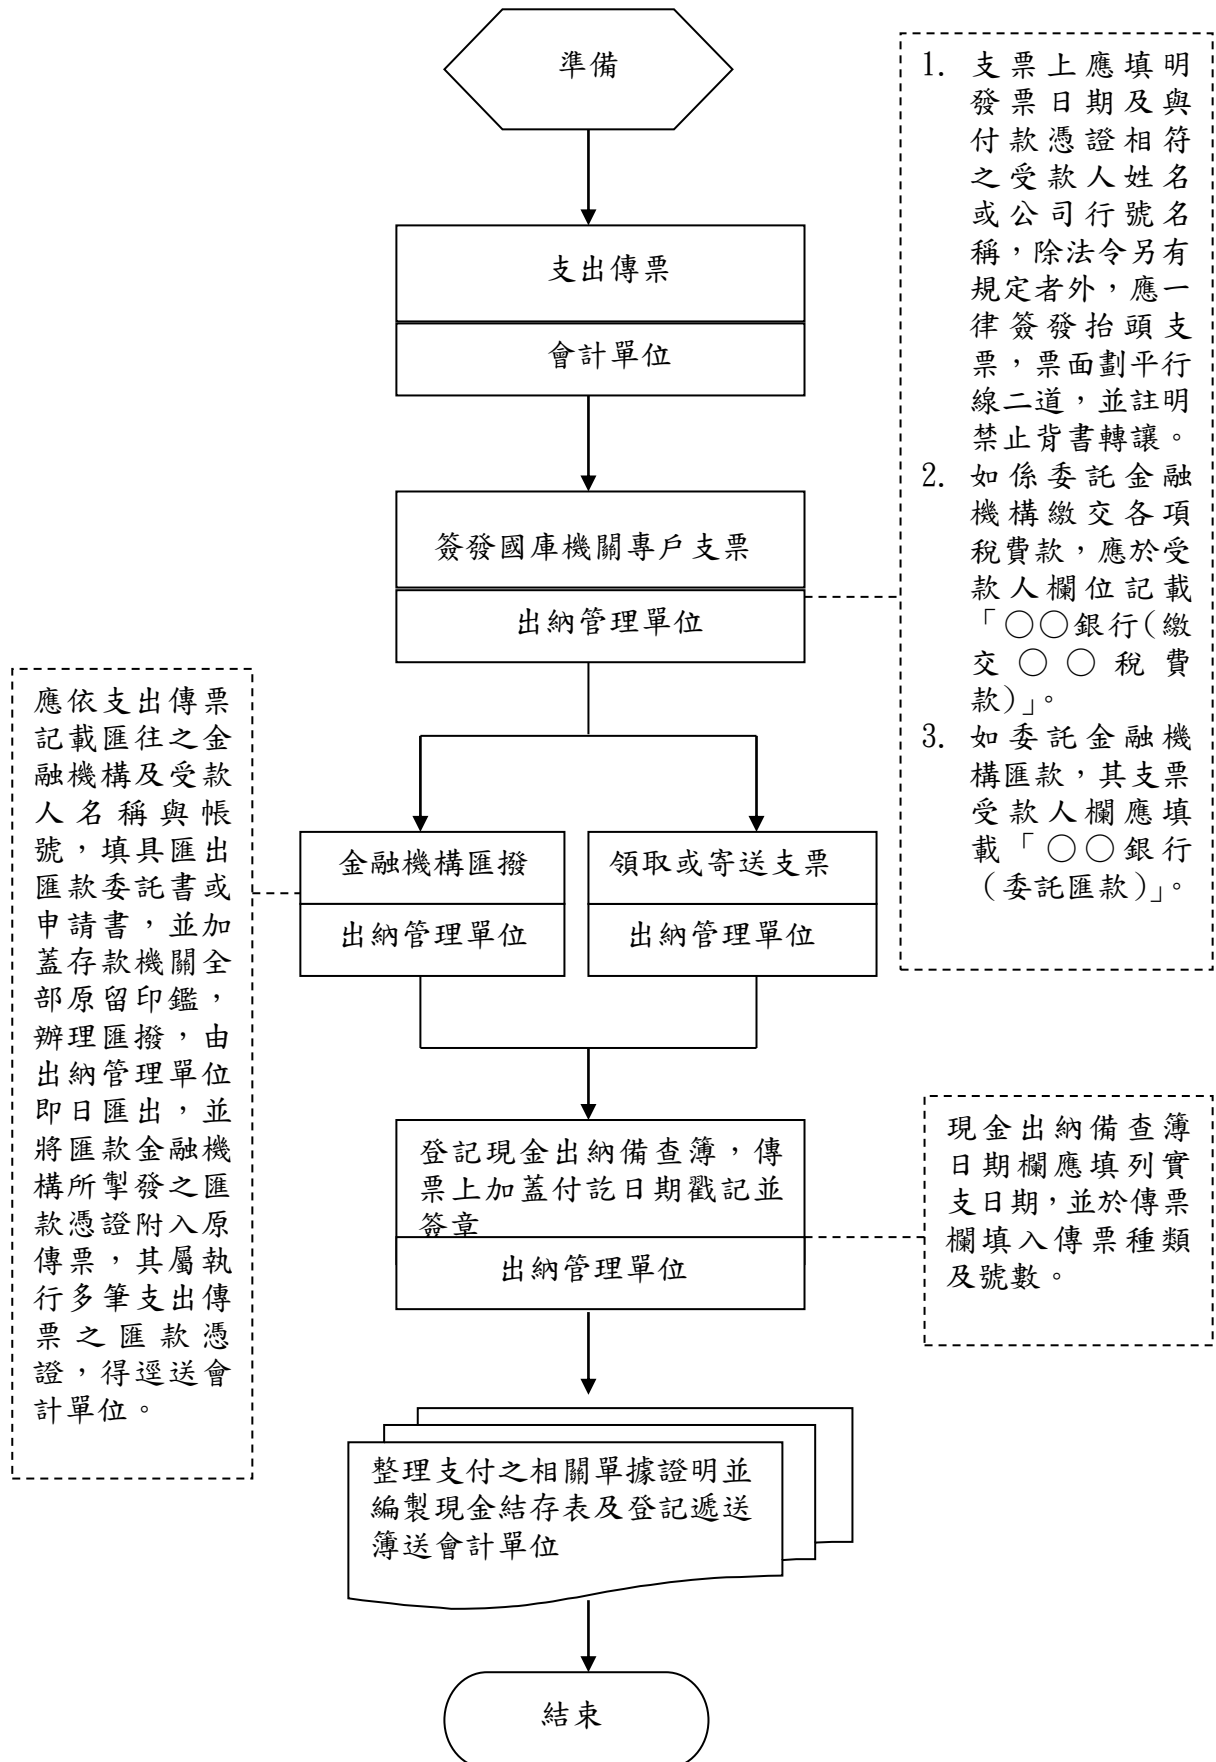 準備
1. 支票上應填明
發票日期及與
付款憑證相符
之受款人姓名
或公司行號名
稱，除法令另有
規定者外，應一
律簽發抬頭支
票，票面劃平行
線二道，並註明
禁止背書轉讓。
2. 如係委託金融
機構繳交各項
稅費款，應於受
款人欄位記載
「○○銀行(繳
交○○稅費
款)」。
3. 如委託金融機
構匯款，其支票
受款人欄應填
載「○○銀行
(委託匯款)」。
支出傳票
會計單位
簽發國庫機關專戶支票
出納管理單位
應依支出傳票
記載匯往之金
融機構及受款
人名稱與帳
號，填具匯出
匯款委託書或
申請書，並加
蓋存款機關全
部原留印鑑，
辦理匯撥，由
出納管理單位
即日匯出，並
將匯款金融機
構所掣發之匯
款憑證附入原
傳票，其屬執
行多筆支出傳
票之匯款憑
證，得逕送會
計單位。
金融機構匯撥
出納管理單位
領取或寄送支票
出納管理單位
登記現金出納備查簿，傳
票上加蓋付訖日期戳記並
簽章
出納管理單位
現金出納備查簿
日期欄應填列實
支日期，並於傳票
欄填入傳票種類
及號數。
整理支付之相關單據證明並
編製現金結存表及登記遞送
簿送會計單位
結束